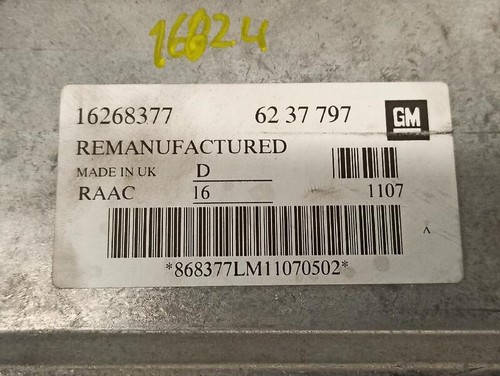 16824
16268377 62 37 797 GM
REMANUFACTURED
MADE IN UK D
RAAC 16 1107
*868377LM11070502*
A